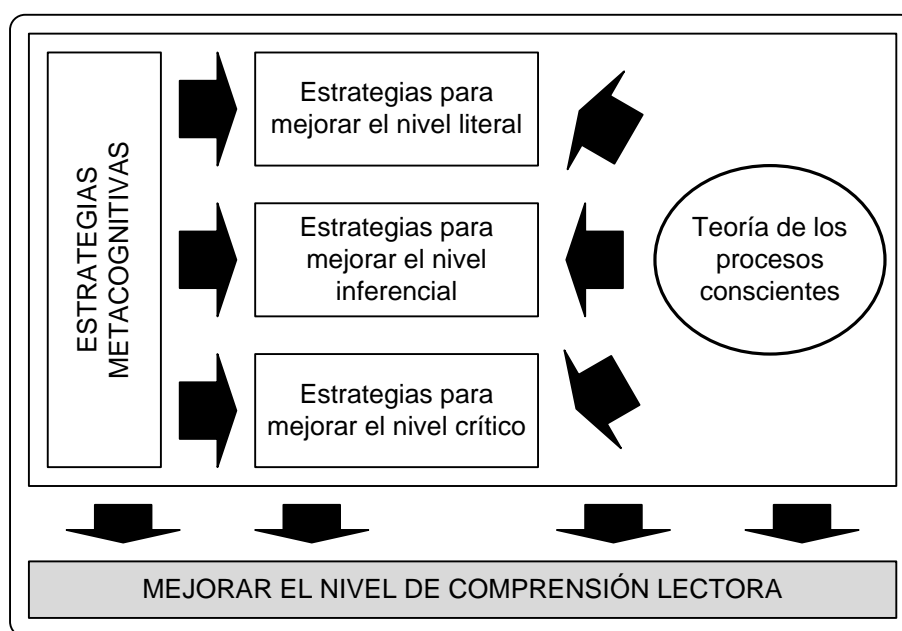 ESTRATEGIAS
METACOGNITIVAS
Estrategias para
mejorar el nivel literal
Estrategias para
mejorar el nivel
inferencial
Estrategias para
mejorar el nivel crítico
Teoría de los
procesos
conscientes
MEJORAR EL NIVEL DE COMPRENSIÓN LECTORA